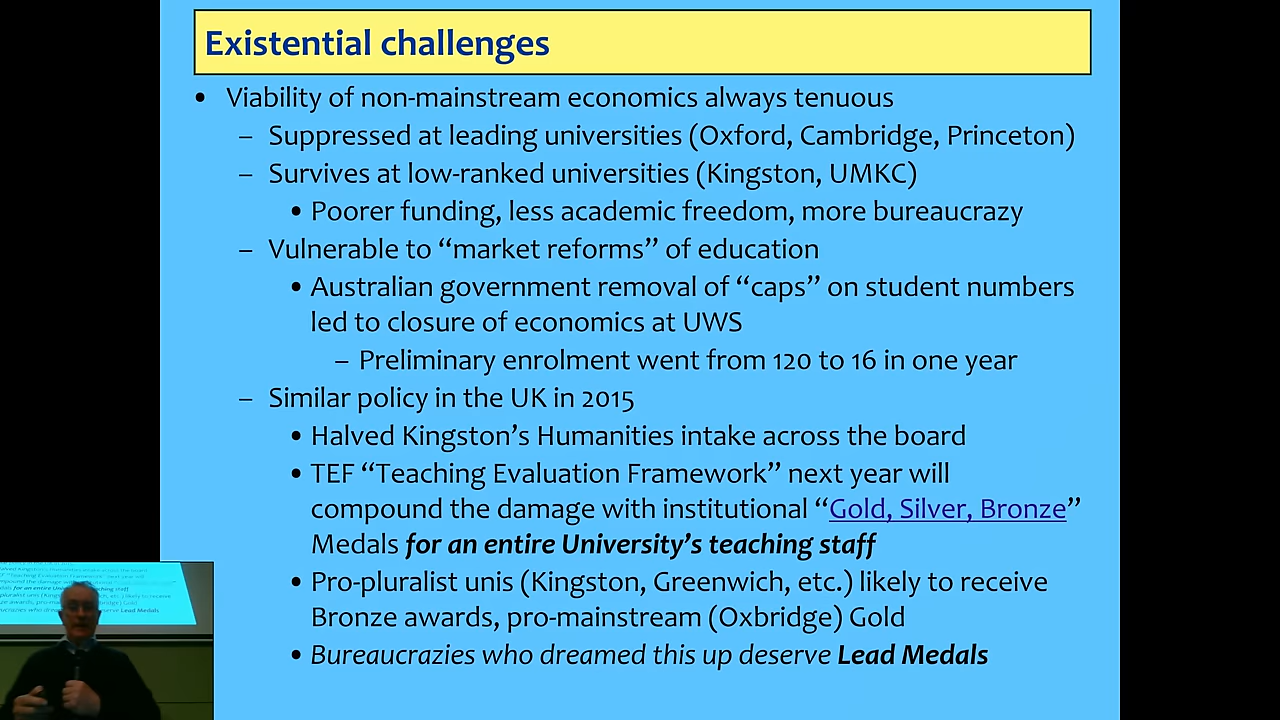 Existential challenges
• Viability of non-mainstream economics always tenuous
– Suppressed at leading universities (Oxford, Cambridge, Princeton)
– Survives at low-ranked universities (Kingston, UMKC)
• Poorer funding, less academic freedom, more bureaucrazy
– Vulnerable to “market reforms” of education
• Australian government removal of “caps” on student numbers
led to closure of economics at UWS
– Preliminary enrolment went from 120 to 16 in one year
– Similar policy in the UK in 2015
• Halved Kingston’s Humanities intake across the board
• TEF “Teaching Evaluation Framework” next year will
compound the damage with institutional “Gold, Silver, Bronze”
Medals for an entire University’s teaching staff
• Pro-pluralist unis (Kingston, Greenwich, etc.) likely to receive
Bronze awards, pro-mainstream (Oxbridge) Gold
• Bureaucrazies who dreamed this up deserve Lead Medals